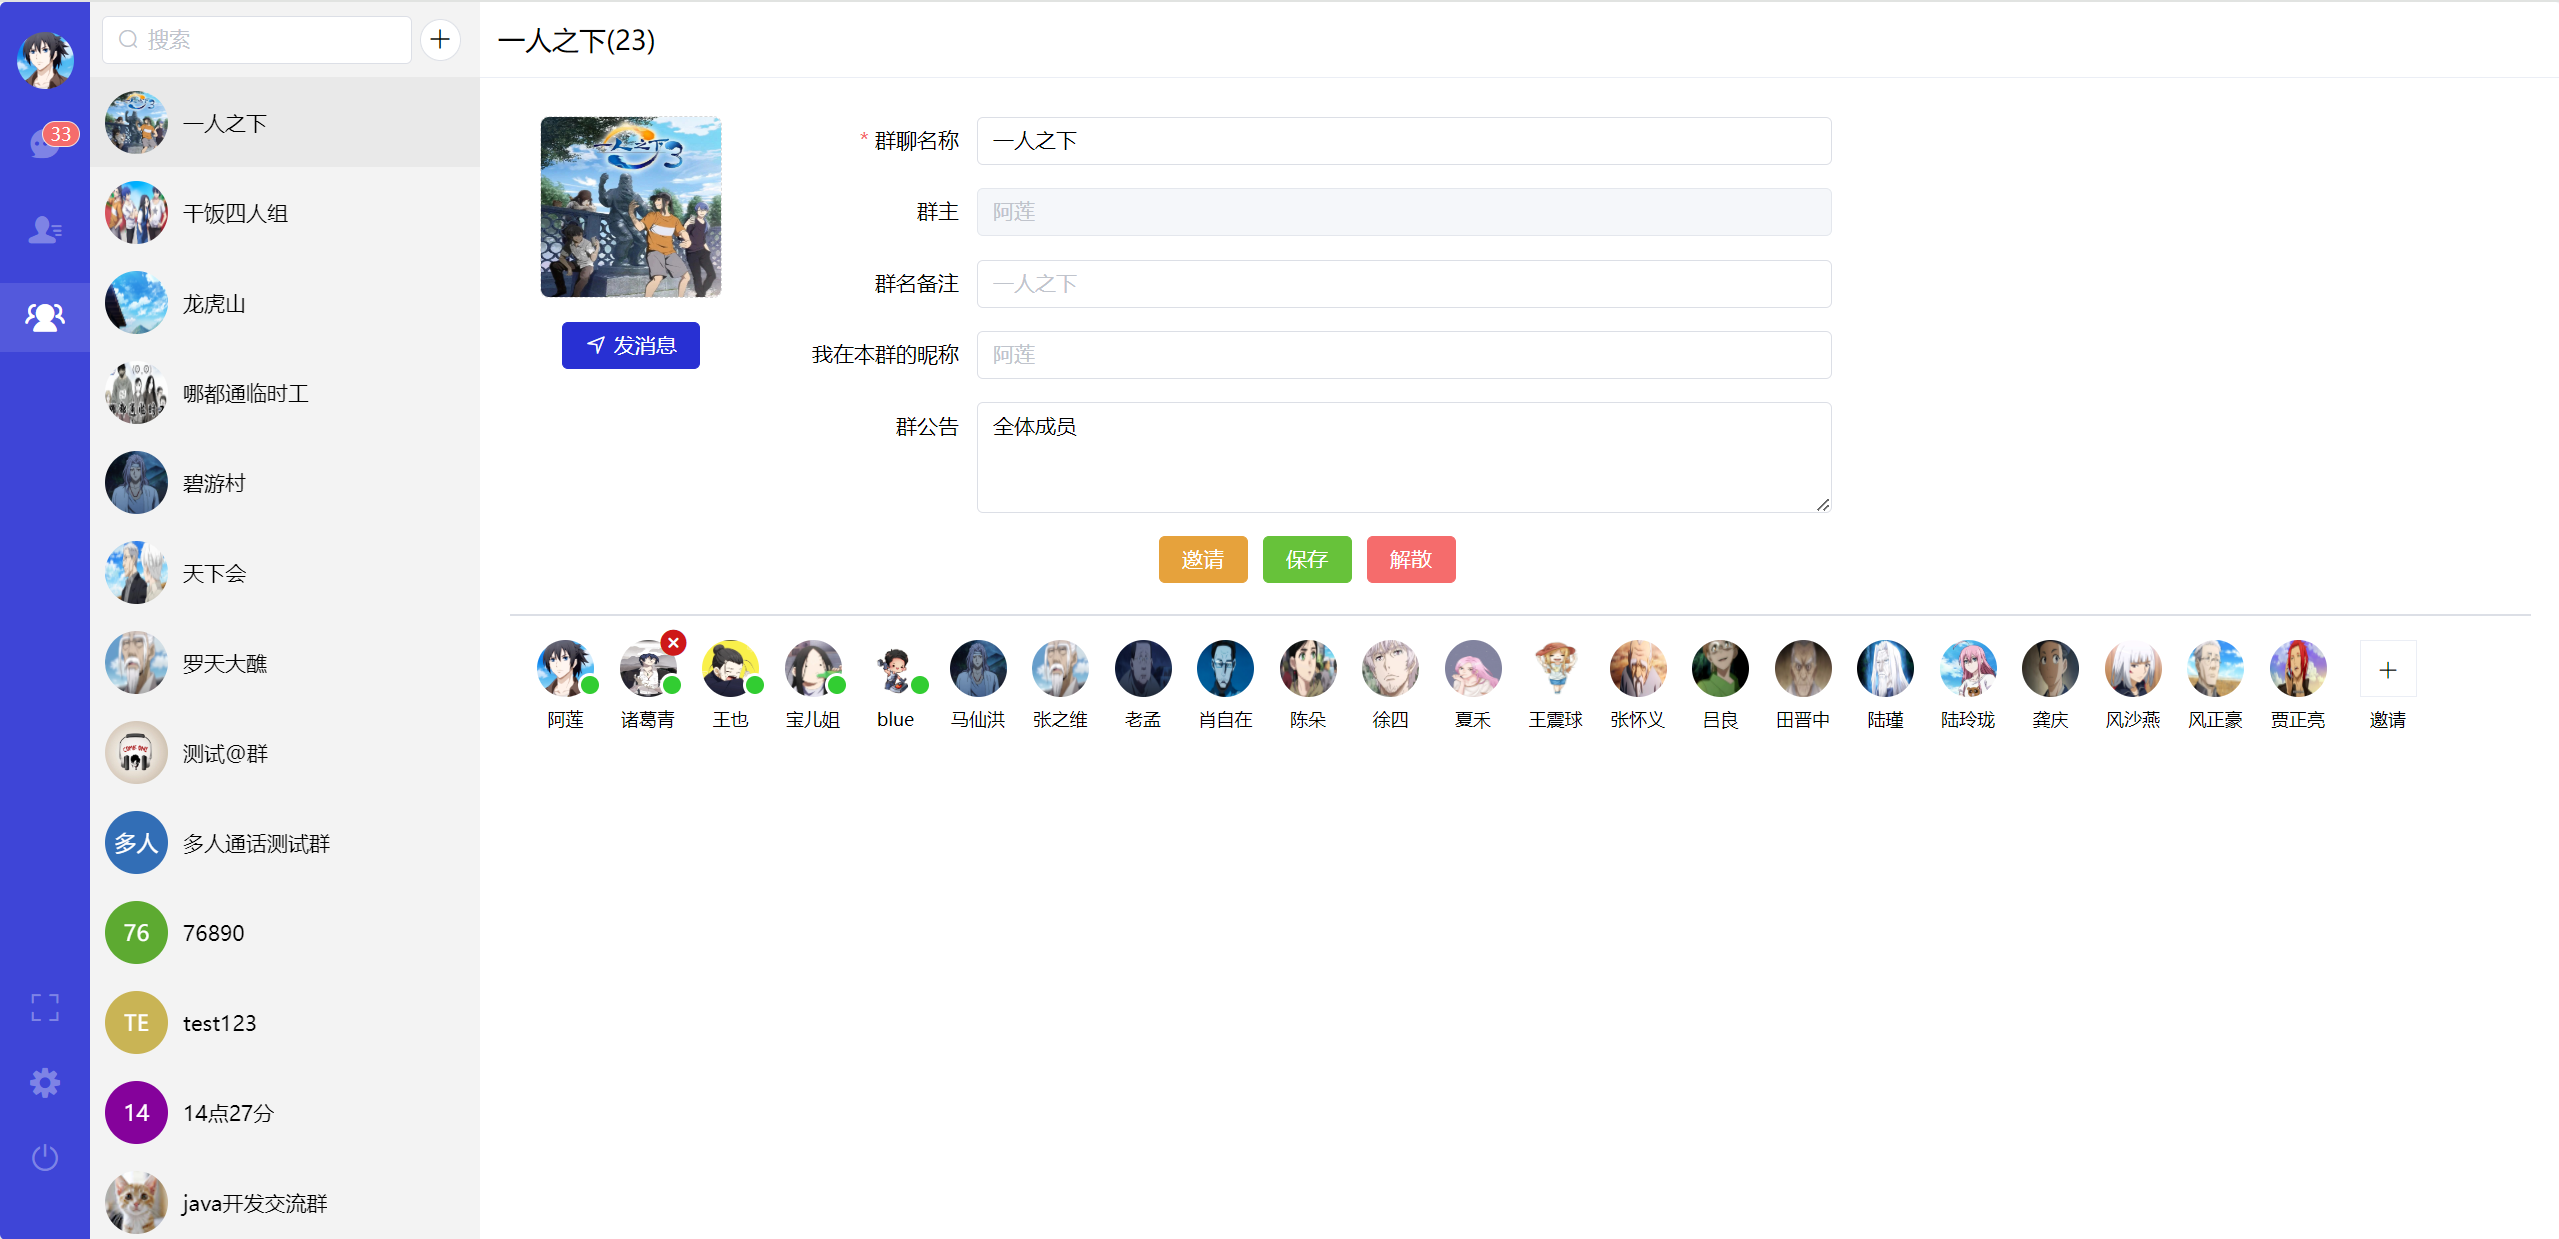 33
搜索
一人之下
干饭四人组
龙虎山
哪都通临时工
碧游村
天下会
罗天大醮
COME ONE
测试@群
多人
多人通话测试群
76
76890
TE
test123
14
14点27分
java开发交流群
一人之下(23)
一人之下3
发消息
* 群聊名称
一人之下
群主
阿莲
群名备注
一人之下
我在本群的昵称
阿莲
群公告
全体成员
邀请 保存 解散
阿莲 诸葛青 王也 宝儿姐 blue 马仙洪 张之维 老孟 肖自在 陈朵 徐四 夏禾 王震球 张怀义 吕良 田晋中 陆瑾 陆玲珑 龚庆 风沙燕 风正豪 贾正亮 邀请